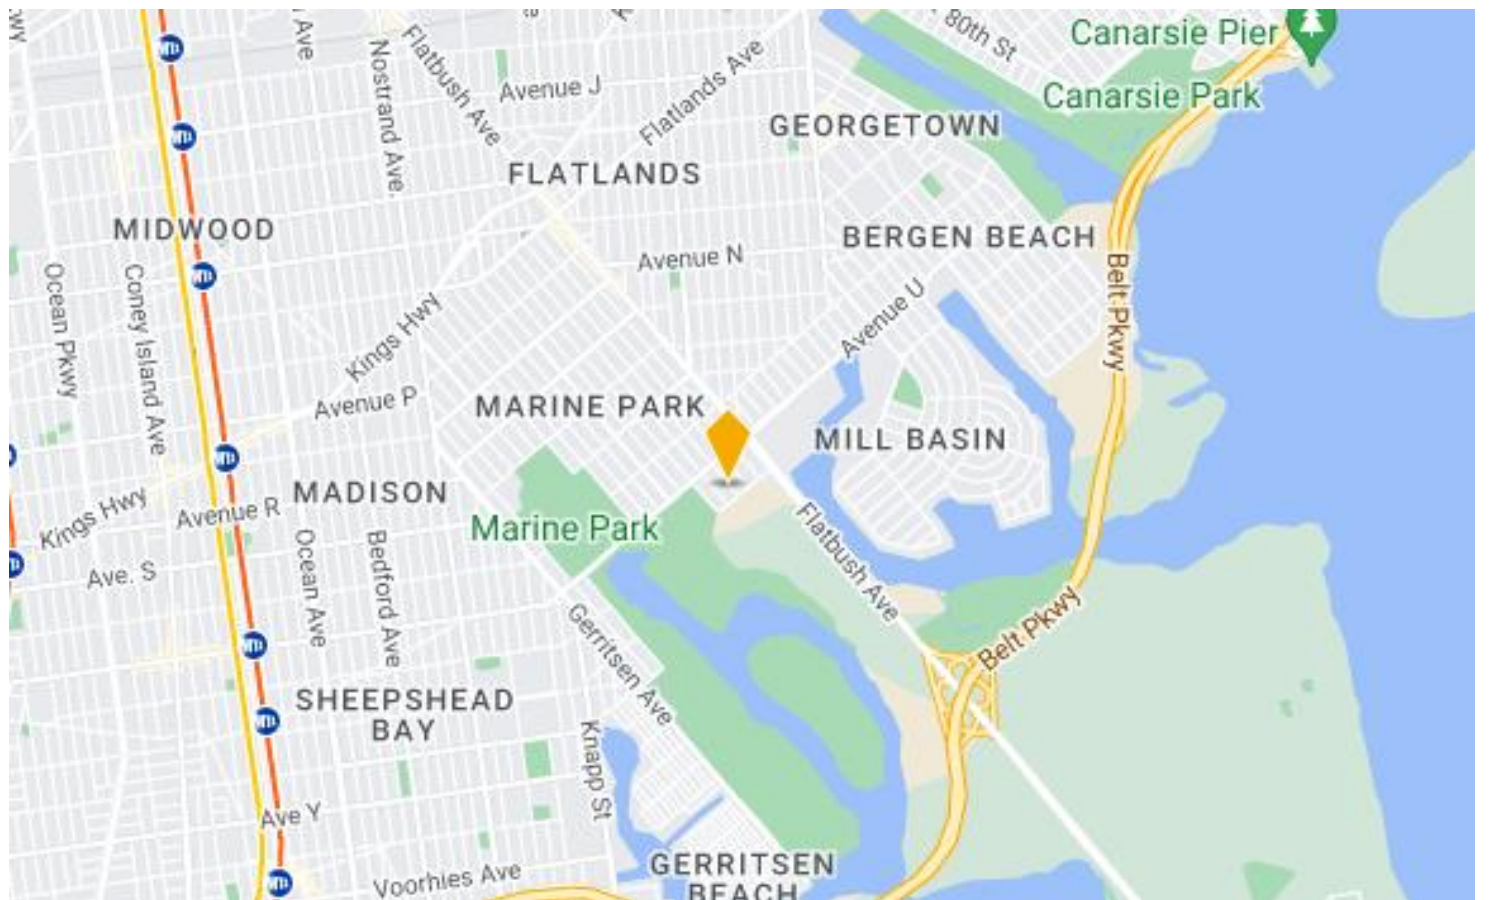 Ave
80th St
Canarsie Pier
Nostrand Ave.
Flatbush Ave
Avenue J
Flatlands Ave
Canarsie Park
GEORGETOWN
FLATLANDS
MIDWOOD
BERGEN BEACH
Avenue N
Ocean Pkwy
Coney Island Ave
Kings Hwy
Avenue U
Belt Pkwy
Avenue P
MARINE PARK
MILL BASIN
MADISON
Kings Hwy
Avenue R
Marine Park
Flatbush Ave
Ave. S
Ocean Ave
Bedford Ave
Gerritsen Ave
Belt Pkwy
SHEEPSHEAD
BAY
Knapp St
Ave Y
Voorhies Ave
GERRITSEN
BEACH